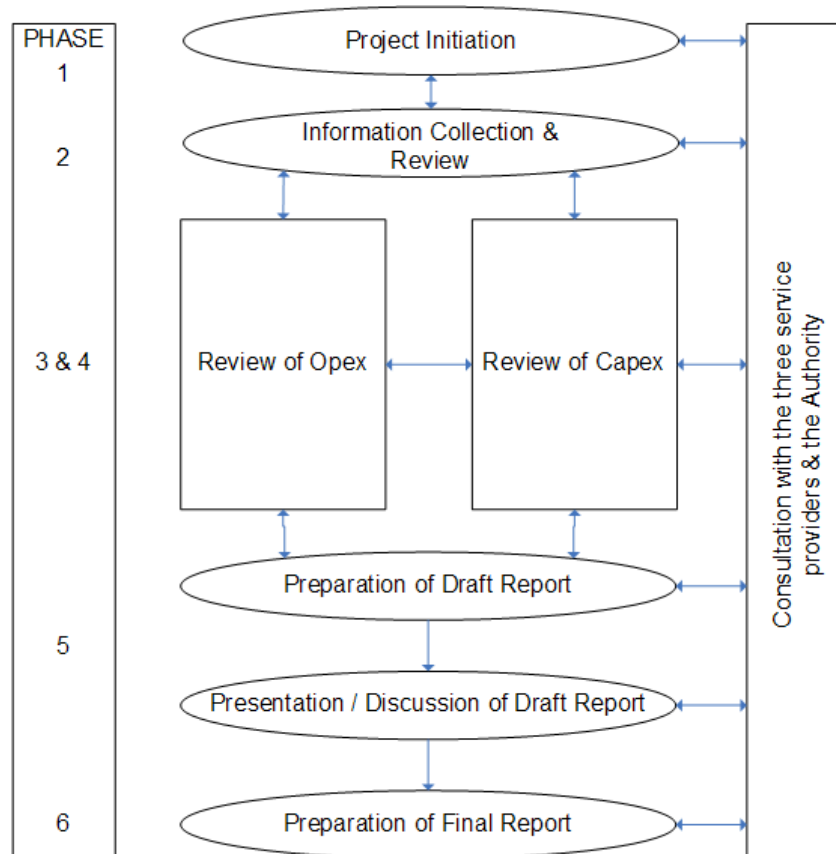 PHASE
1
Project Initiation
2
Information Collection &
Review
3 & 4
Review of Opex
Review of Capex
Preparation of Draft Report
5
Presentation / Discussion of Draft Report
6
Preparation of Final Report
Consultation with the three service
providers & the Authority